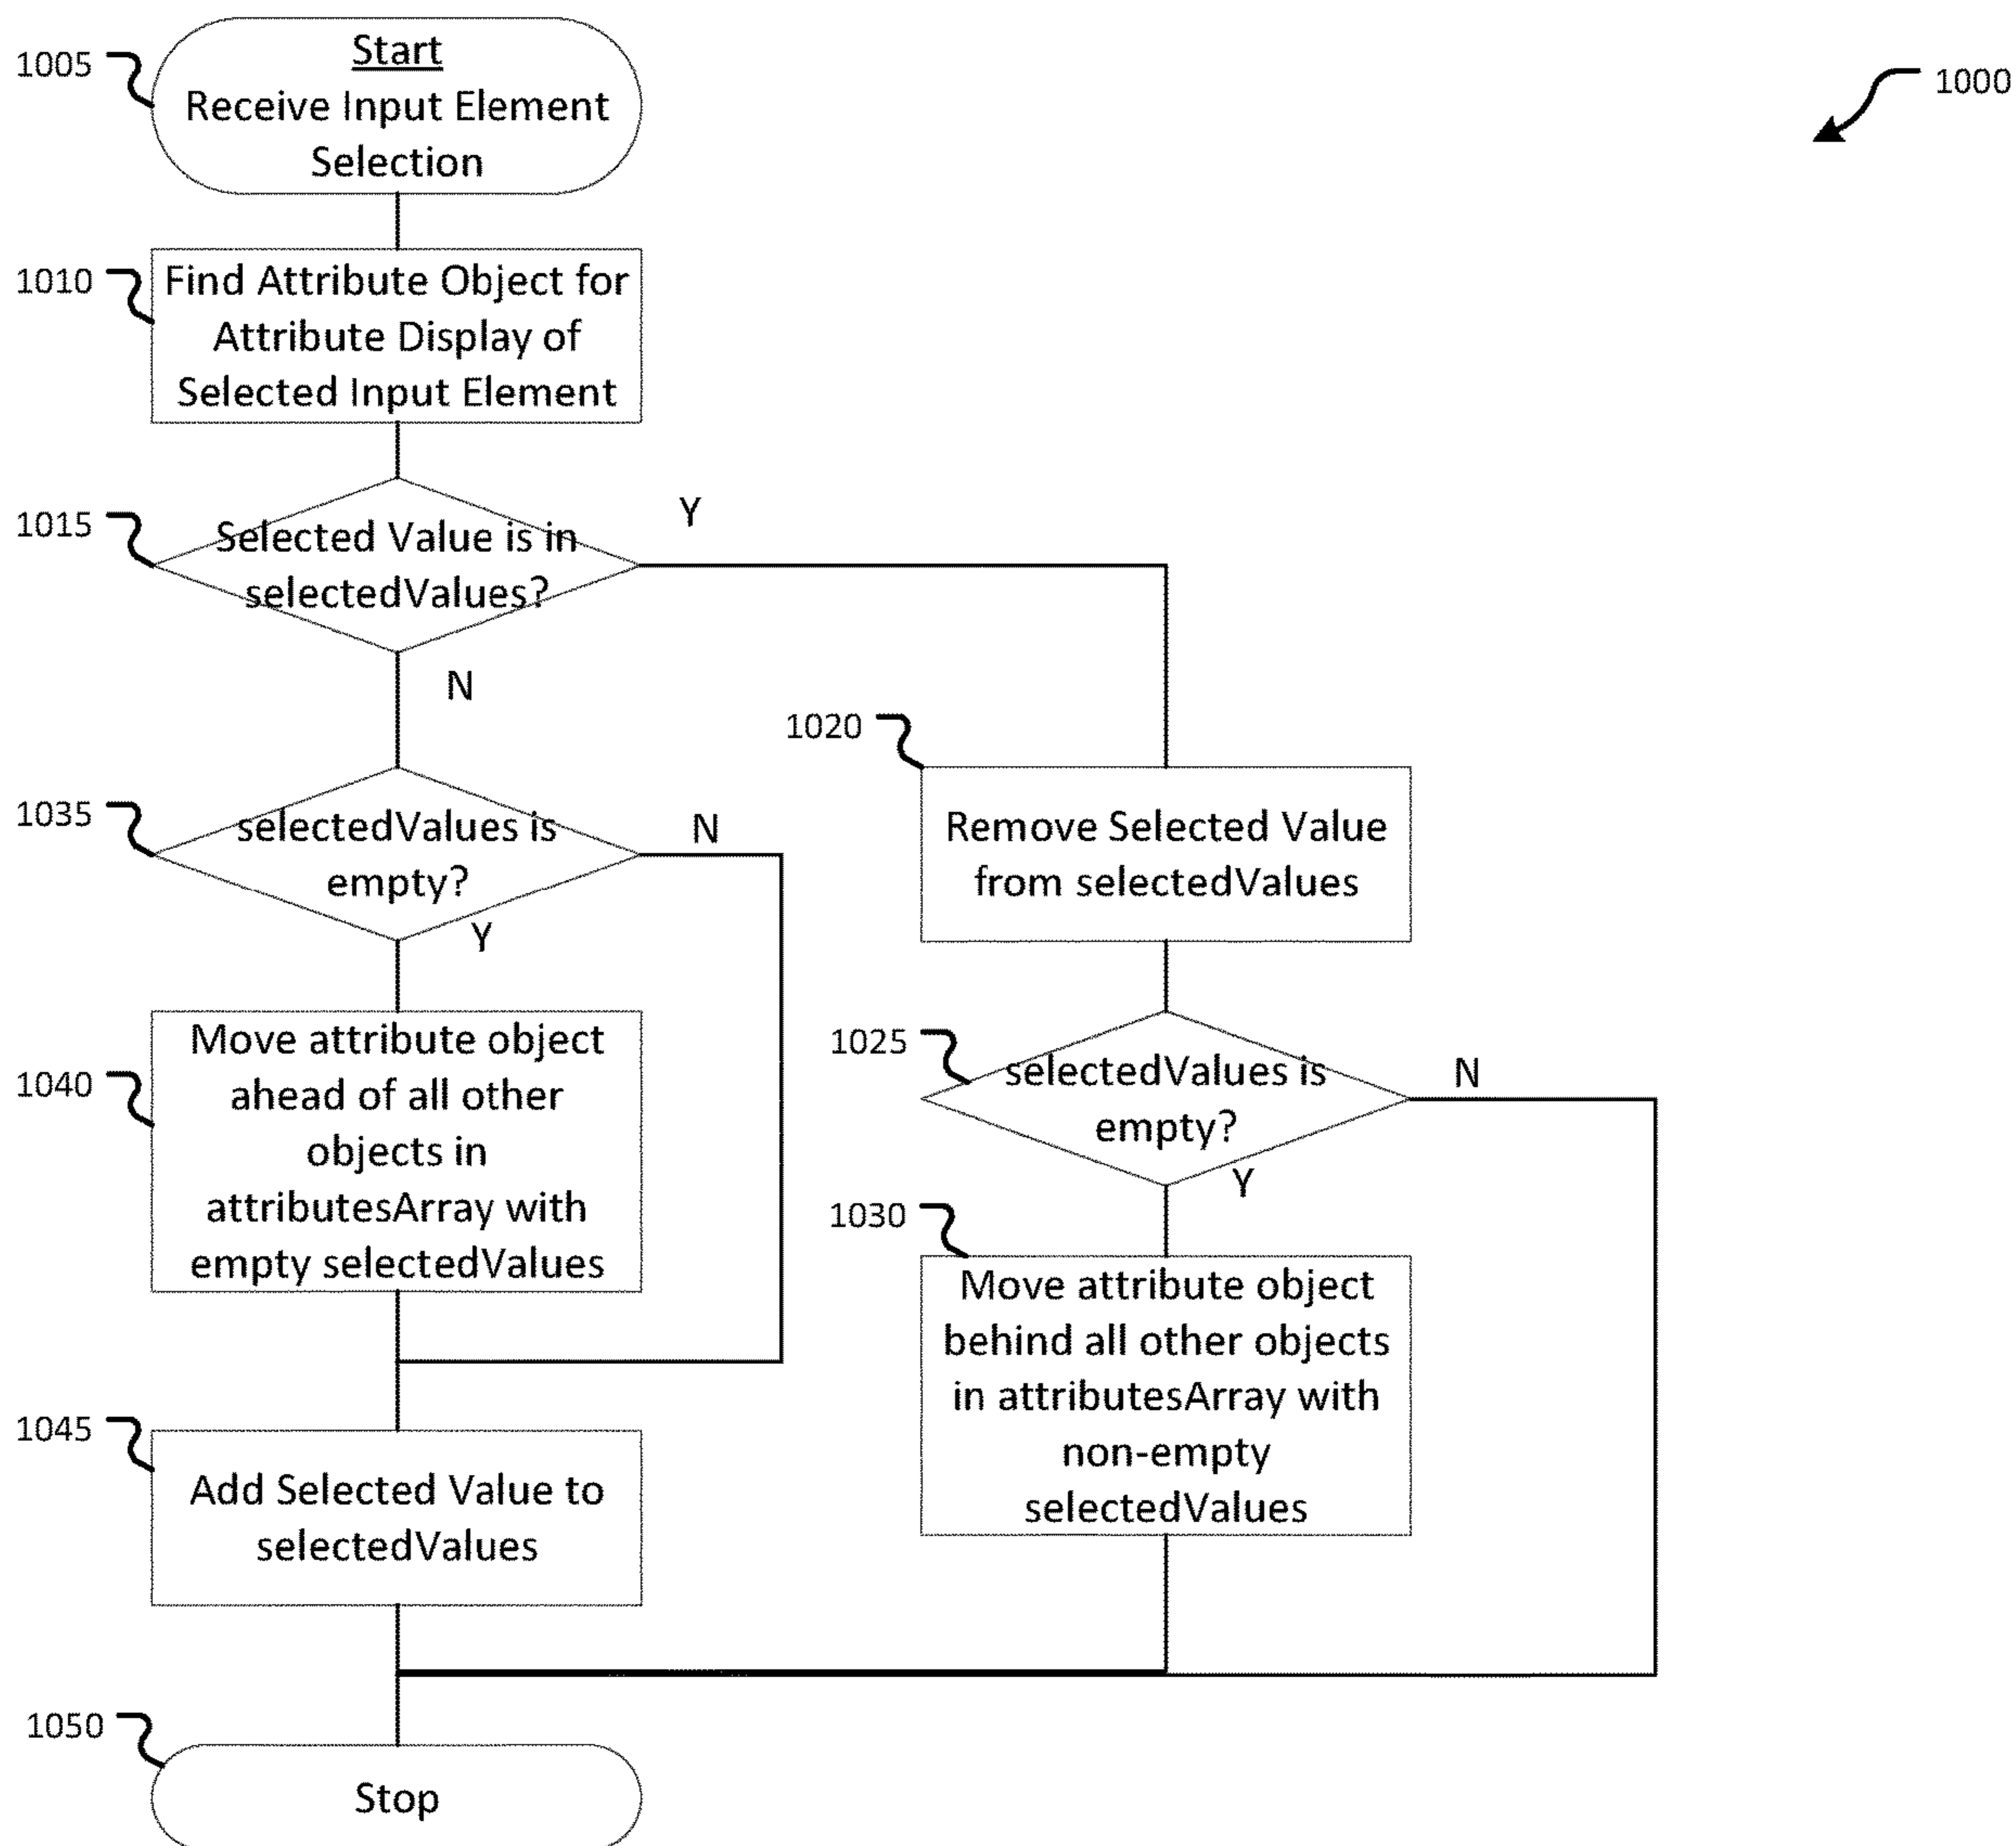 1005
Start
Receive Input Element
Selection
1000
1010
Find Attribute Object for
Attribute Display of
Selected Input Element
1015
Selected Value is in
selectedValues?
Y
N
1035
selectedValues is
empty?
N
Y
1040
Move attribute object
ahead of all other
objects in
attributesArray with
empty selectedValues
1045
Add Selected Value to
selectedValues
1020
Remove Selected Value
from selectedValues
1025
selectedValues is
empty?
N
Y
1030
Move attribute object
behind all other objects
in attributesArray with
non-empty
selectedValues
1050
Stop